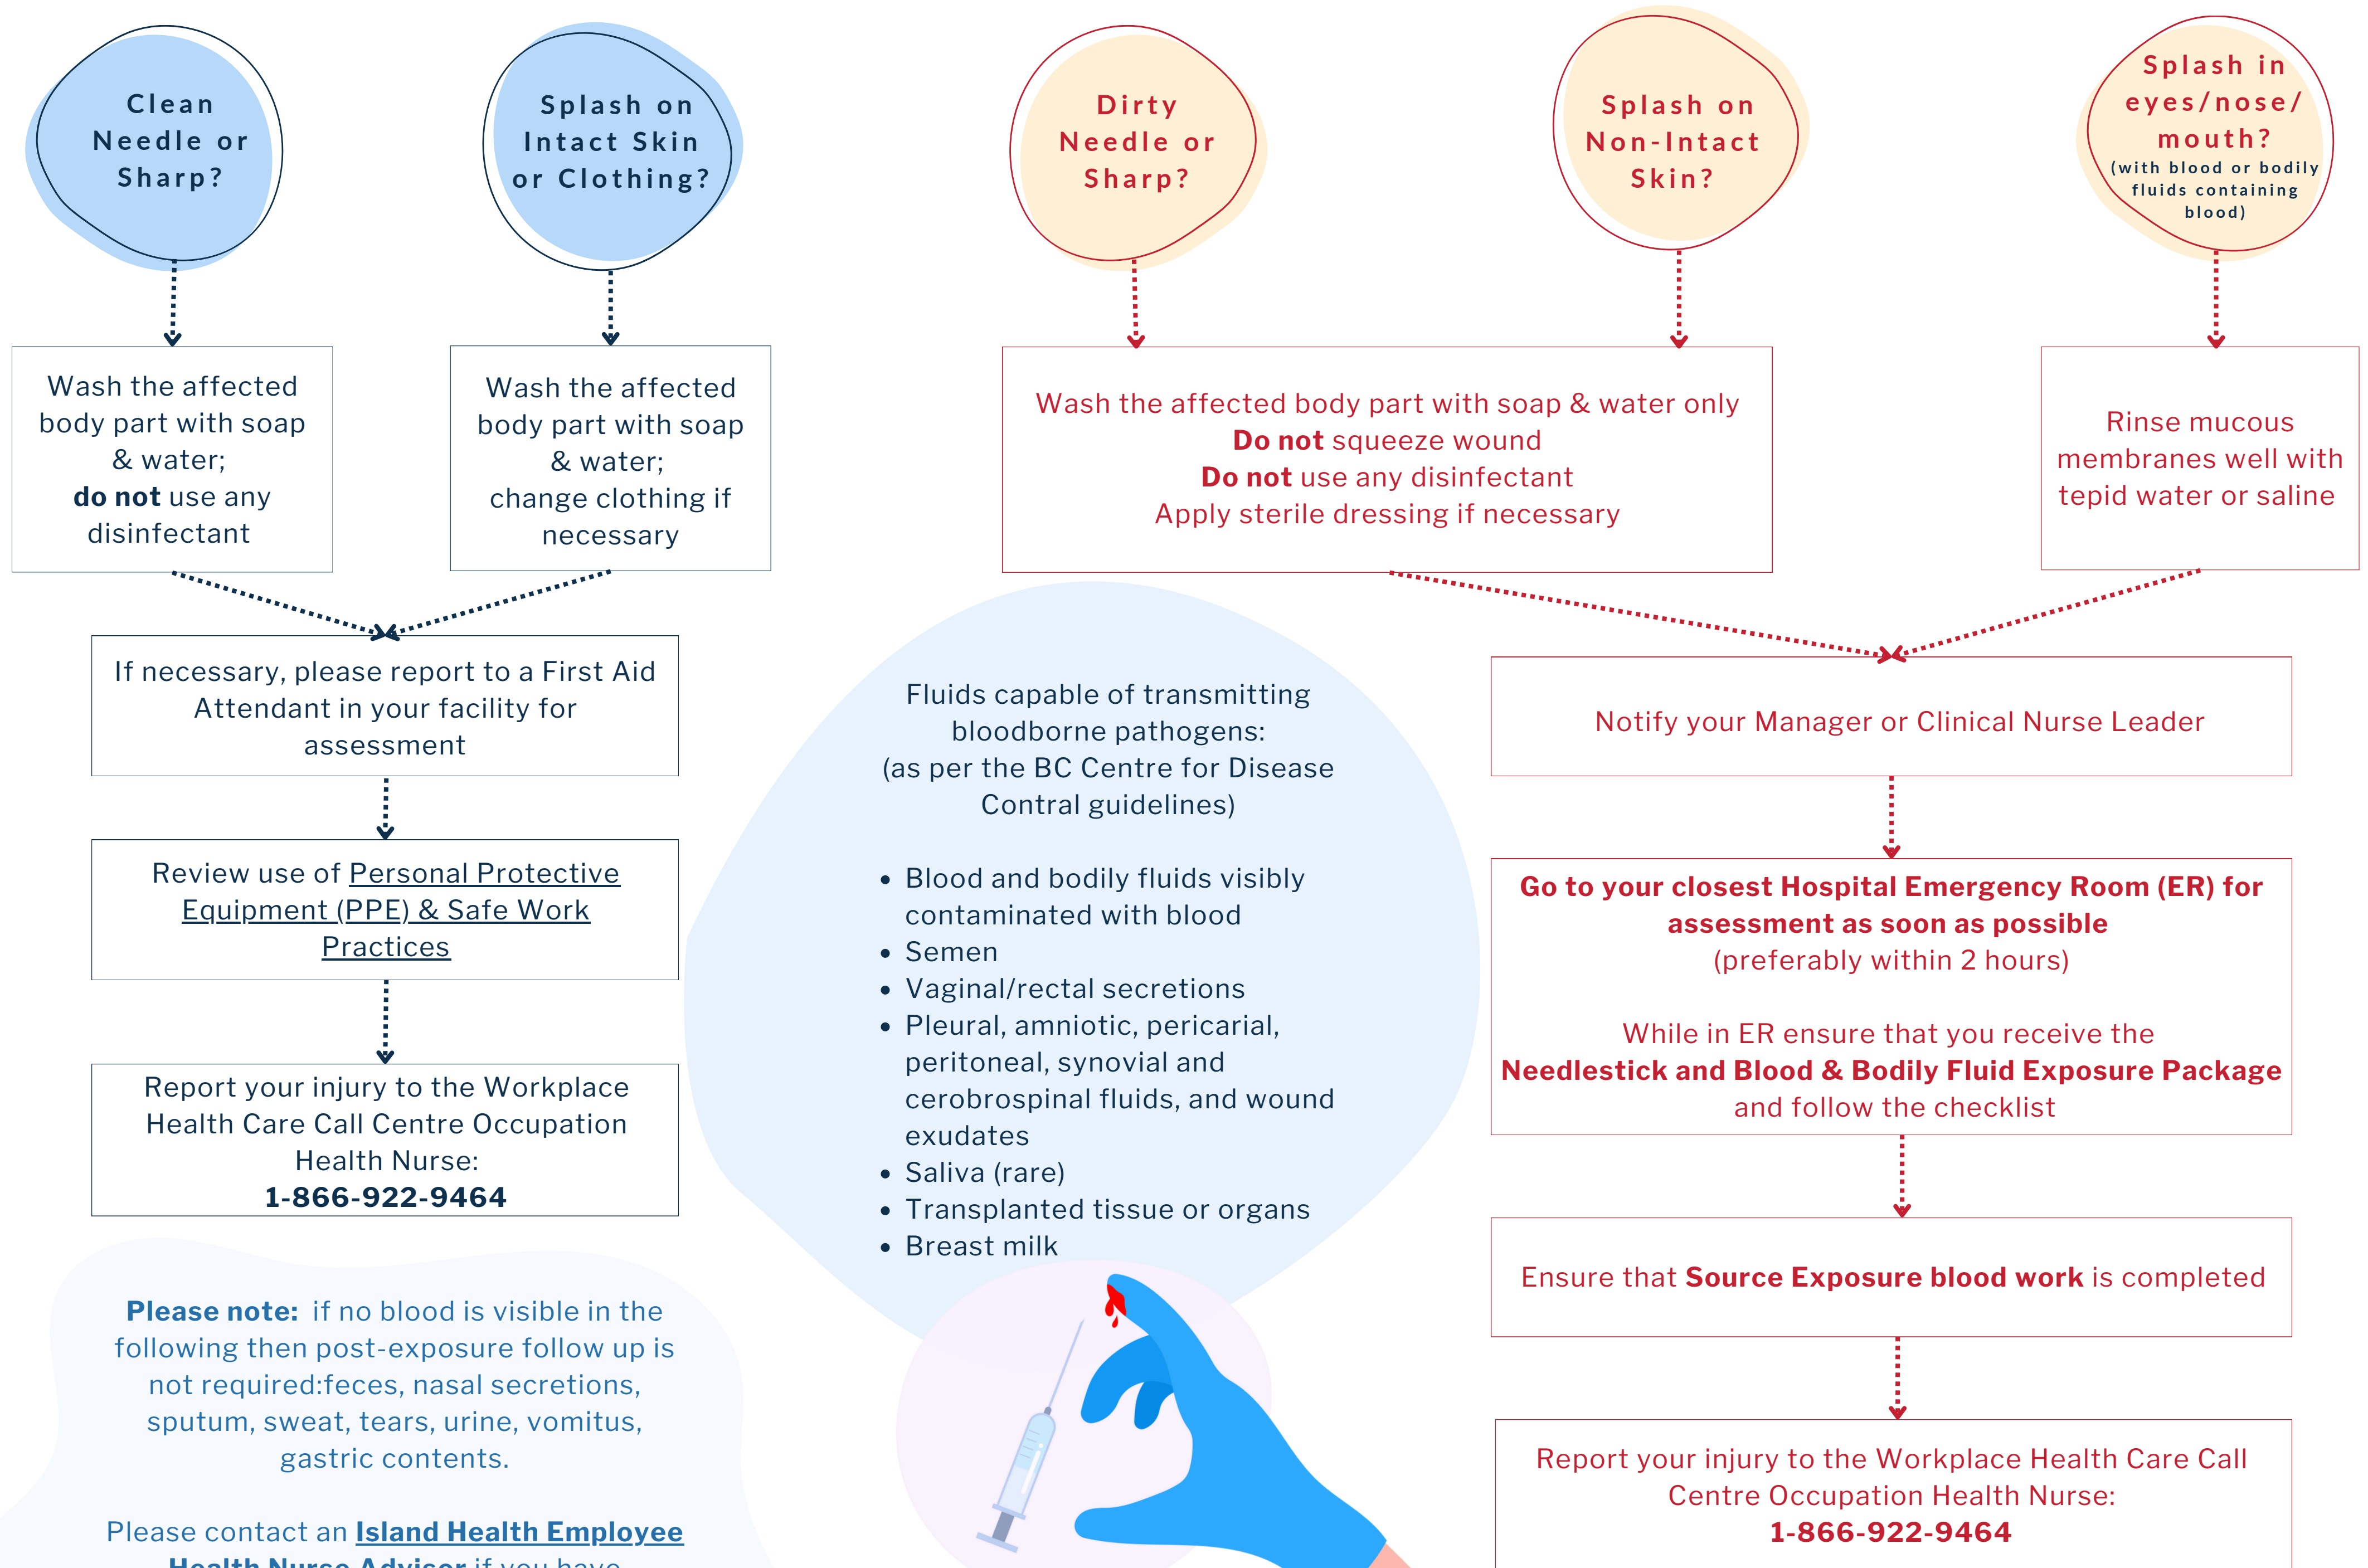 Clean
Needle or
Sharp?
Splash on
Intact Skin
or Clothing?
Dirty
Needle or
Sharp?
Splash on
Non-Intact
Skin?
Splash in
eyes/nose/
mouth?
(with blood or bodily
fluids containing
blood)
Wash the affected
body part with soap
& water;
do not use any
disinfectant
Wash the affected
body part with soap
& water;
change clothing if
necessary
Wash the affected body part with soap & water only
Do not squeeze wound
Do not use any disinfectant
Apply sterile dressing if necessary
Rinse mucous
membranes well with
tepid water or saline
If necessary, please report to a First Aid
Attendant in your facility for
assessment
Review use of Personal Protective
Equipment (PPE) & Safe Work
Practices
Report your injury to the Workplace
Health Care Call Centre Occupation
Health Nurse:
1-866-922-9464
Please note: if no blood is visible in the
following then post-exposure follow up is
not required:feces, nasal secretions,
sputum, sweat, tears, urine, vomitus,
gastric contents.
Please contact an Island Health Employee
Health Nurse Advisor if you have
Fluids capable of transmitting
bloodborne pathogens:
(as per the BC Centre for Disease
Contral guidelines)
• Blood and bodily fluids visibly
contaminated with blood
• Semen
• Vaginal/rectal secretions
• Pleural, amniotic, pericarial,
peritoneal, synovial and
cerobrospinal fluids, and wound
exudates
• Saliva (rare)
• Transplanted tissue or organs
• Breast milk
Notify your Manager or Clinical Nurse Leader
Go to your closest Hospital Emergency Room (ER) for
assessment as soon as possible
(preferably within 2 hours)
While in ER ensure that you receive the
Needlestick and Blood & Bodily Fluid Exposure Package
and follow the checklist
Ensure that Source Exposure blood work is completed
Report your injury to the Workplace Health Care Call
Centre Occupation Health Nurse:
1-866-922-9464